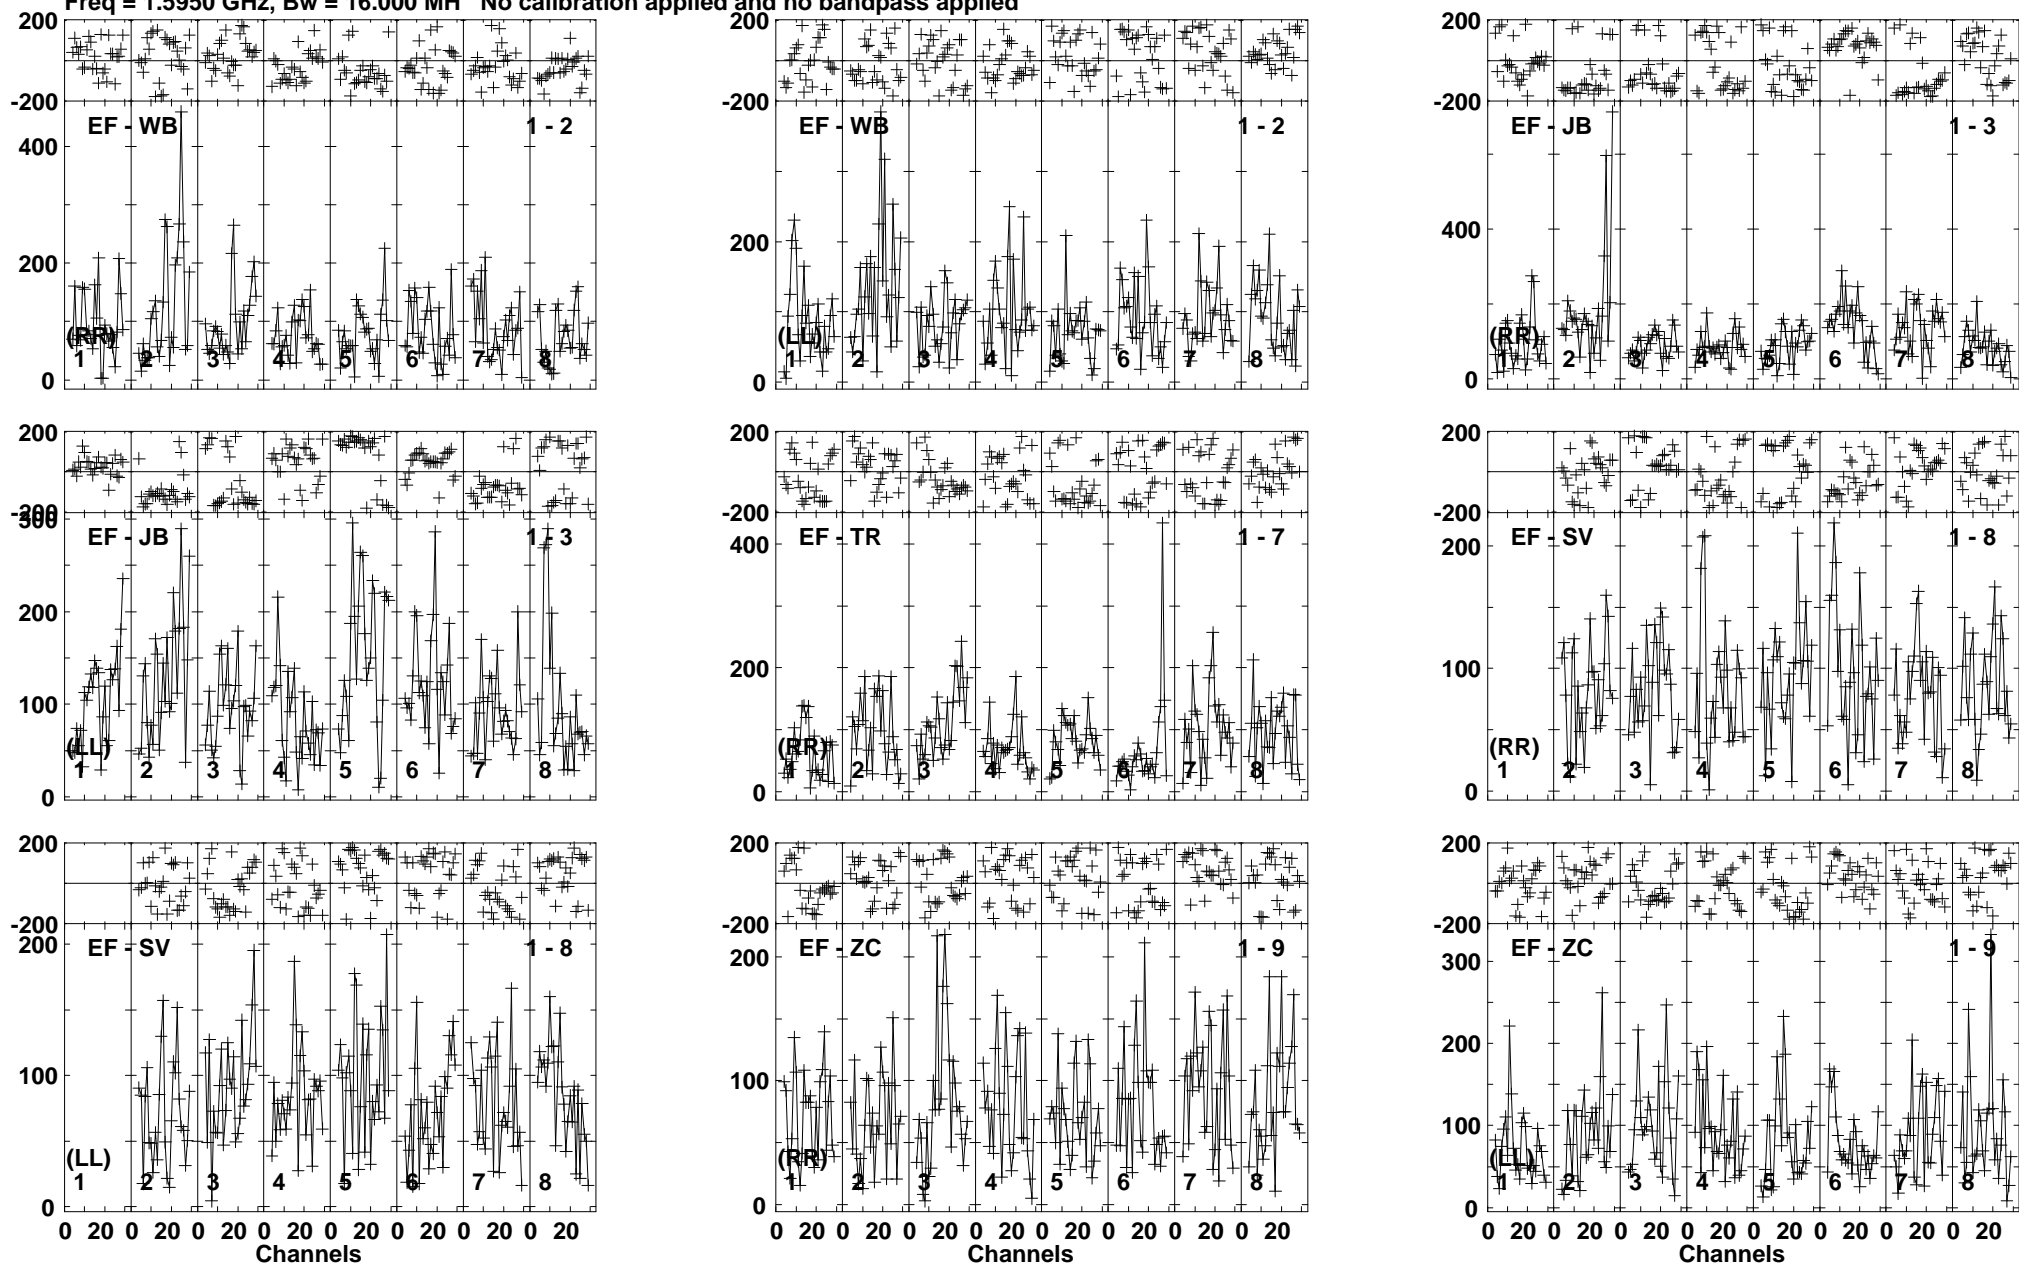 Freq = 1.5950 GHz, Bw = 16.000 MH No calibration applied and no bandpass applied
200 200 200
-200 -200 -200
EF - WB 1 - 2 EF - WB 1 - 2 EF - JB 1 - 3
400
400
200 200
(RR) (LL) (RR)
1 2 3 4 5 6 7 8 1 2 3 4 5 6 7 8 1 2 3 4 5 6 7 8
0 0 0
200 200 200
-200 -200 -200
300
EF - JB 1 - 3 EF - TR 1 - 7 EF - SV 1 - 8
400 200
200
200
100 100
(LL) (RR) (RR)
1 2 3 4 5 6 7 8 1 2 3 4 5 6 7 8 1 2 3 4 5 6 7 8
0 0 0
200 200 200
-200 -200 -200
EF - SV 1 - 8 EF - ZC 1 - 9 EF - ZC 1 - 9
200 200 300
200
100 100 100
(LL) (RR) (LL)
1 2 3 4 5 6 7 8 1 2 3 4 5 6 7 8 1 2 3 4 5 6 7 8
0 0 0
0 20 0 20 0 20 0 20 0 20 0 20 0 20 0 20 0 20 0 20 0 20 0 20 0 20 0 20 0 20 0 20 0 20 0 20 0 20 0 20 0 20 0 20 0 20 0 20
Channels Channels Channels